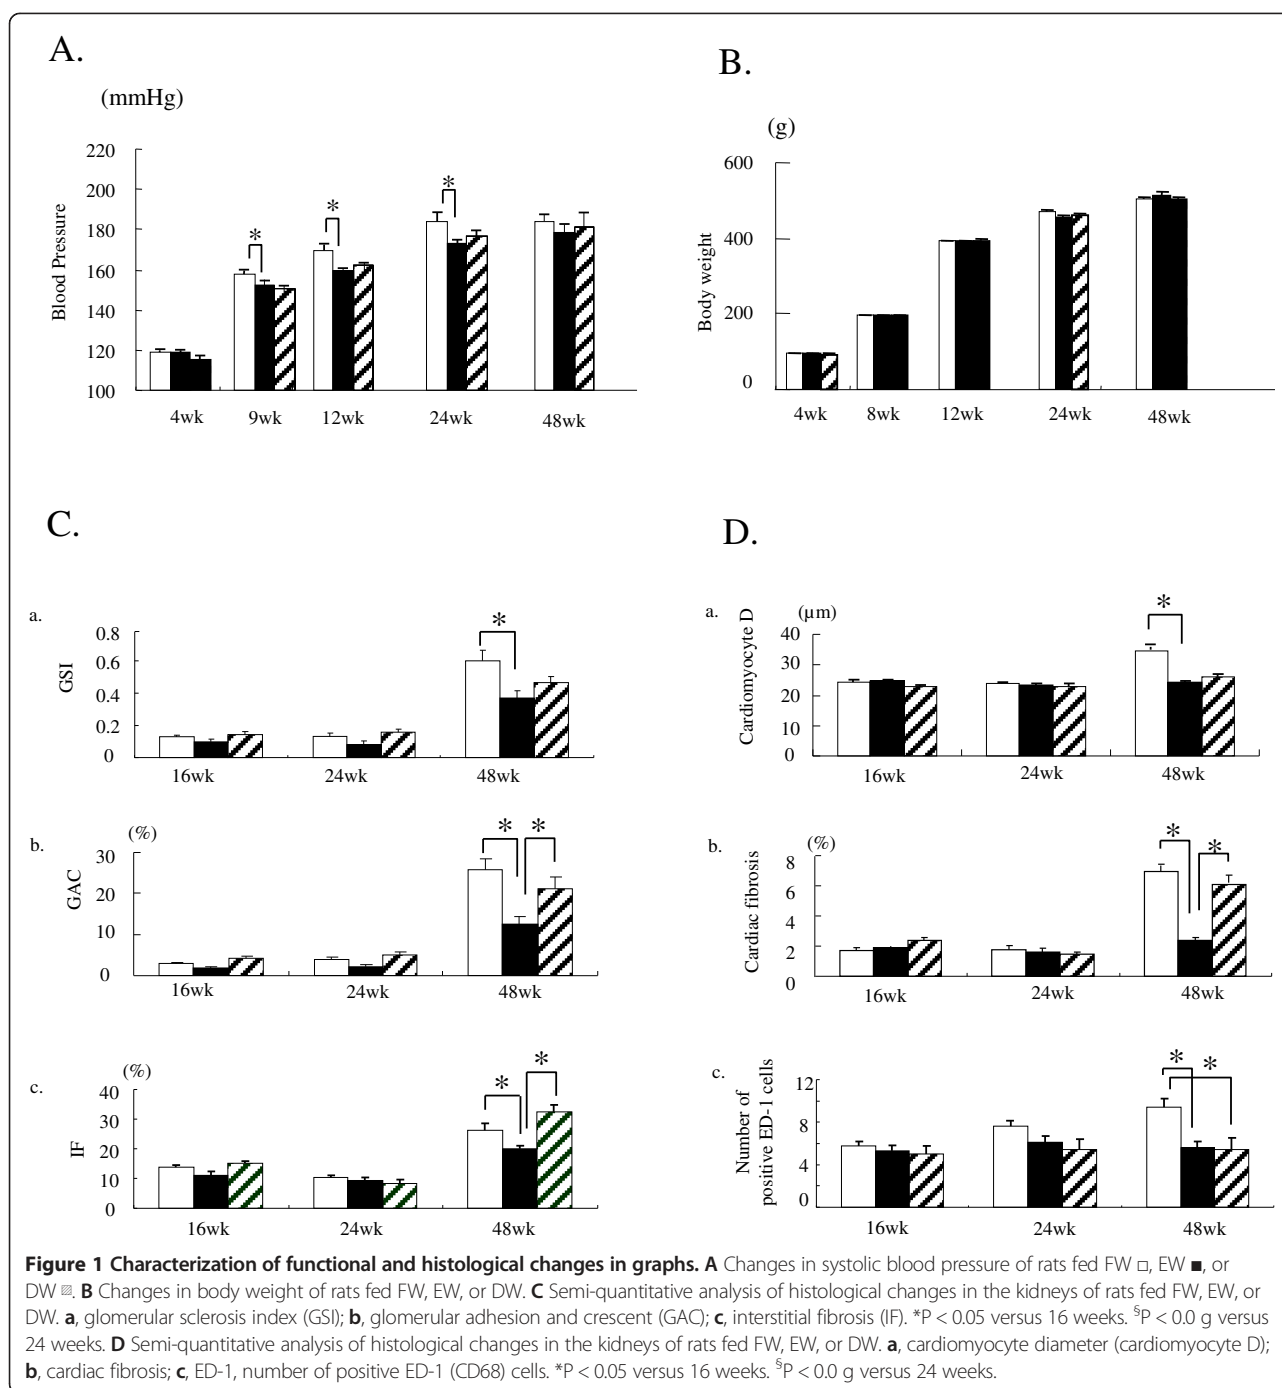 A.
(mmHg)
Blood Pressure
220
200
180
160
140
120
100
*
*
*
4wk
9wk
12wk
24wk
48wk
B.
(g)
Body weight
600
400
200
0
4wk
8wk
12wk
24wk
48wk
C.
a.
GSI
0.8
0.6
0.4
0.2
0
*
16wk
24wk
48wk
b.
(%)
GAC
30
20
10
0
* *
16wk
24wk
48wk
c.
(%)
IF
40
30
20
10
0
* *
16wk
24wk
48wk
D.
a.
(µm)
Cardiomyocyte D
40
30
20
10
0
*
16wk
24wk
48wk
b.
(%)
Cardiac fibrosis
8
6
4
2
0
* *
16wk
24wk
48wk
c.
Number of
positive ED-1 cells
12
8
4
0
* *
16wk
24wk
48wk
Figure 1 Characterization of functional and histological changes in graphs. A Changes in systolic blood pressure of rats fed FW □, EW ■, or
DW ▨. B Changes in body weight of rats fed FW, EW, or DW. C Semi-quantitative analysis of histological changes in the kidneys of rats fed FW, EW, or
DW. a, glomerular sclerosis index (GSI); b, glomerular adhesion and crescent (GAC); c, interstitial fibrosis (IF). *P < 0.05 versus 16 weeks. §P < 0.0 g versus
24 weeks. D Semi-quantitative analysis of histological changes in the kidneys of rats fed FW, EW, or DW. a, cardiomyocyte diameter (cardiomyocyte D);
b, cardiac fibrosis; c, ED-1, number of positive ED-1 (CD68) cells. *P < 0.05 versus 16 weeks. §P < 0.0 g versus 24 weeks.